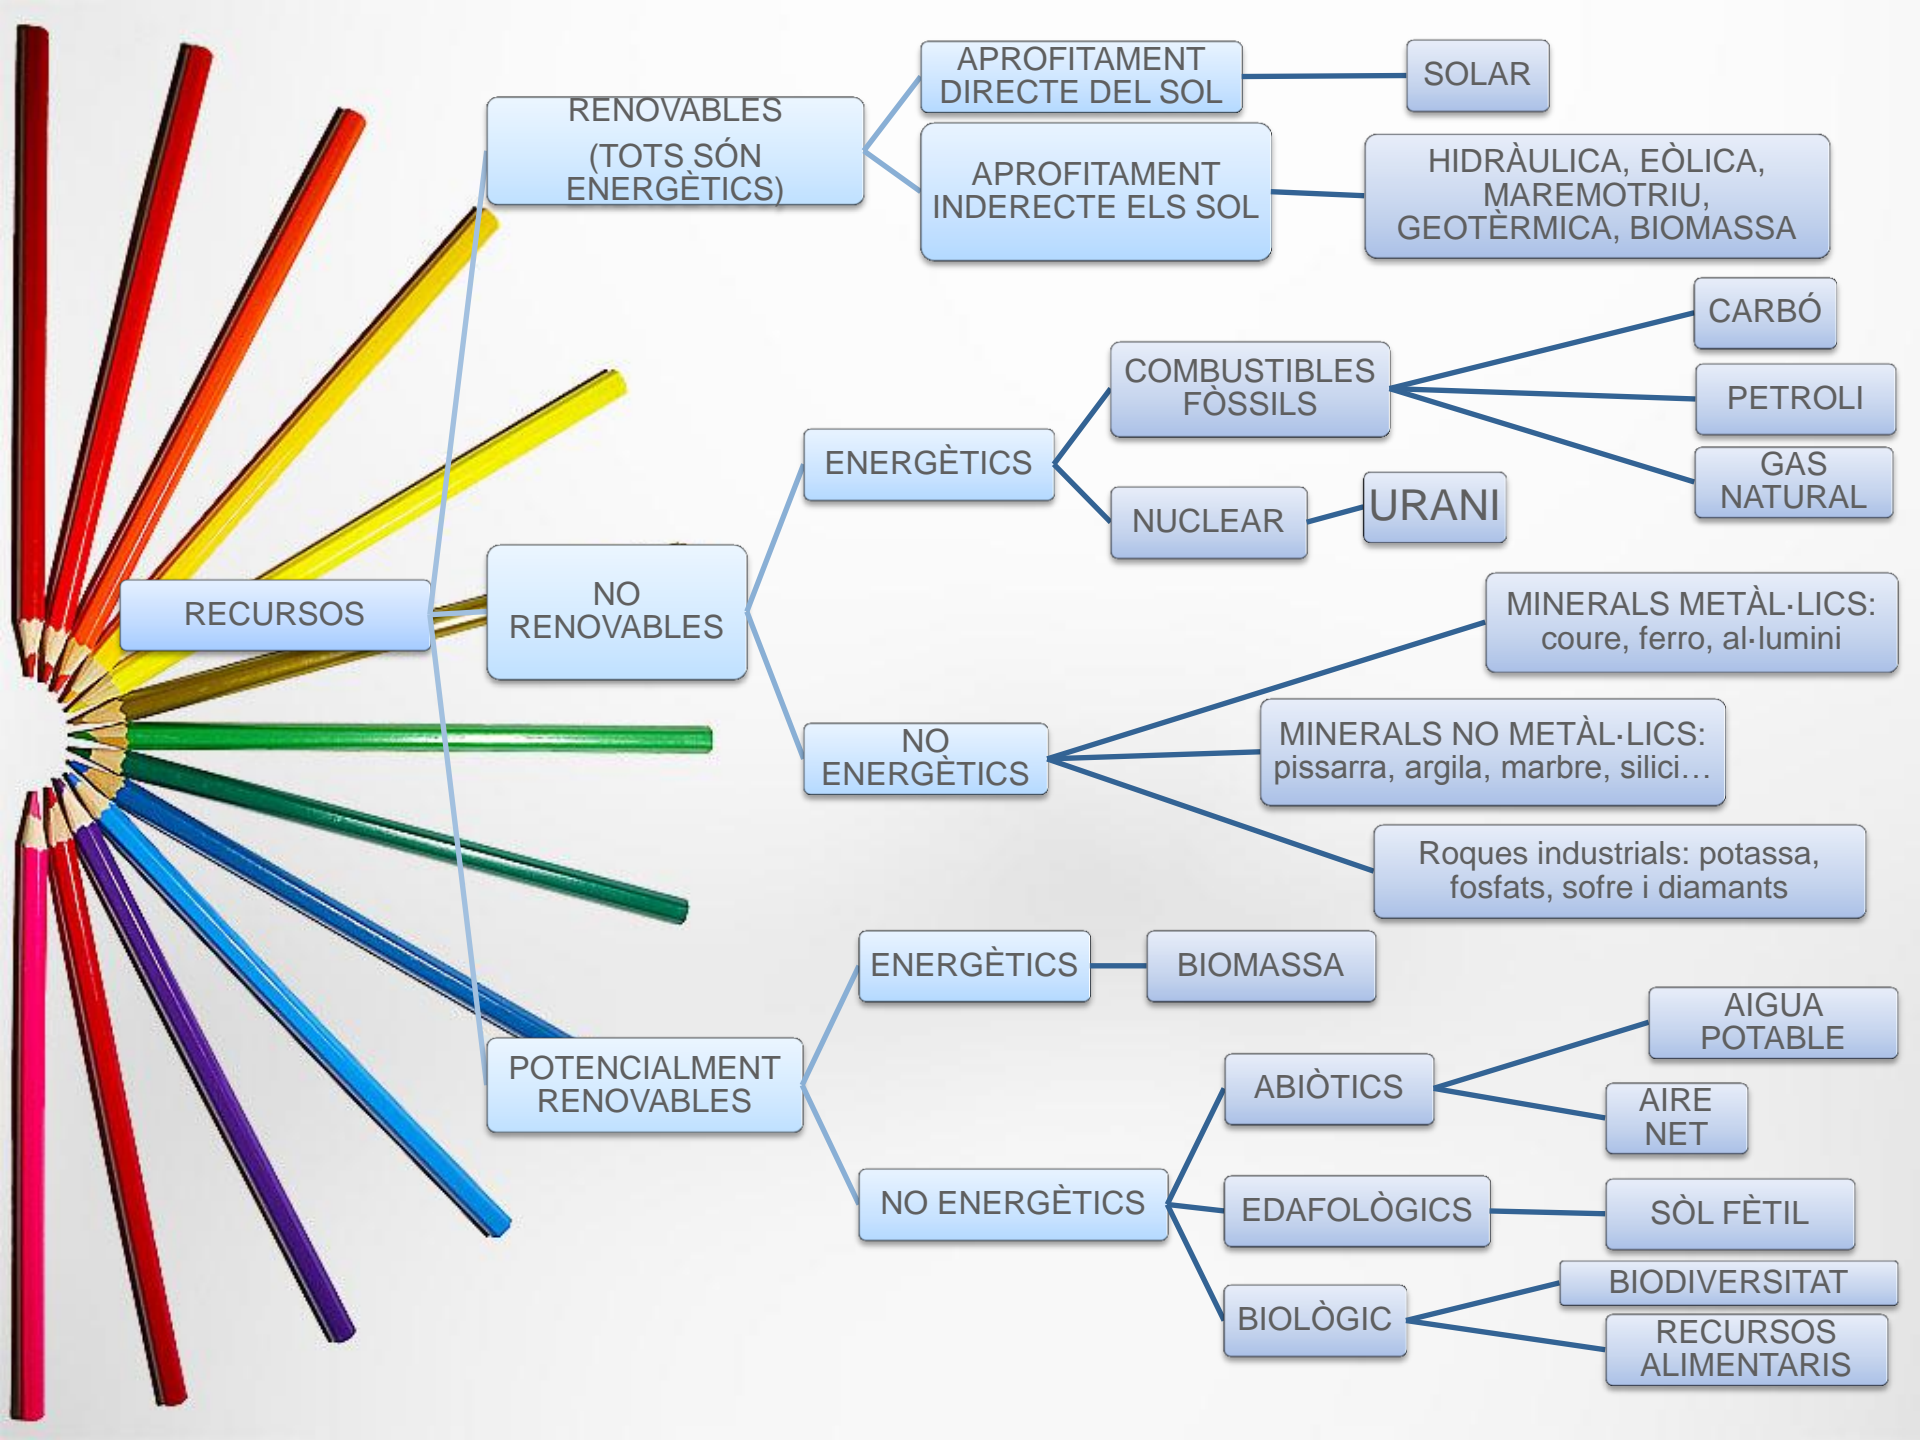 RECURSOS
RENOVABLES
(TOTS SÓN
ENERGÈTICS)
APROFITAMENT
DIRECTE DEL SOL
SOLAR
APROFITAMENT
INDERECTE ELS SOL
HIDRÀULICA, EÒLICA,
MAREMOTRIU,
GEOTÈRMICA, BIOMASSA
NO
RENOVABLES
ENERGÈTICS
COMBUSTIBLES
FÒSSILS
CARBÓ
PETROLI
GAS
NATURAL
NUCLEAR
URANI
NO
ENERGÈTICS
MINERALS METÀL·LICS:
coure, ferro, al·lumini
MINERALS NO METÀL·LICS:
pissarra, argila, marbre, silici…
Roques industrials: potassa,
fosfats, sofre i diamants
POTENCIALMENT
RENOVABLES
ENERGÈTICS
BIOMASSA
NO ENERGÈTICS
ABIÒTICS
AIGUA
POTABLE
AIRE
NET
EDAFOLÒGICS
SÒL FÈTIL
BIOLÒGIC
BIODIVERSITAT
RECURSOS
ALIMENTARIS